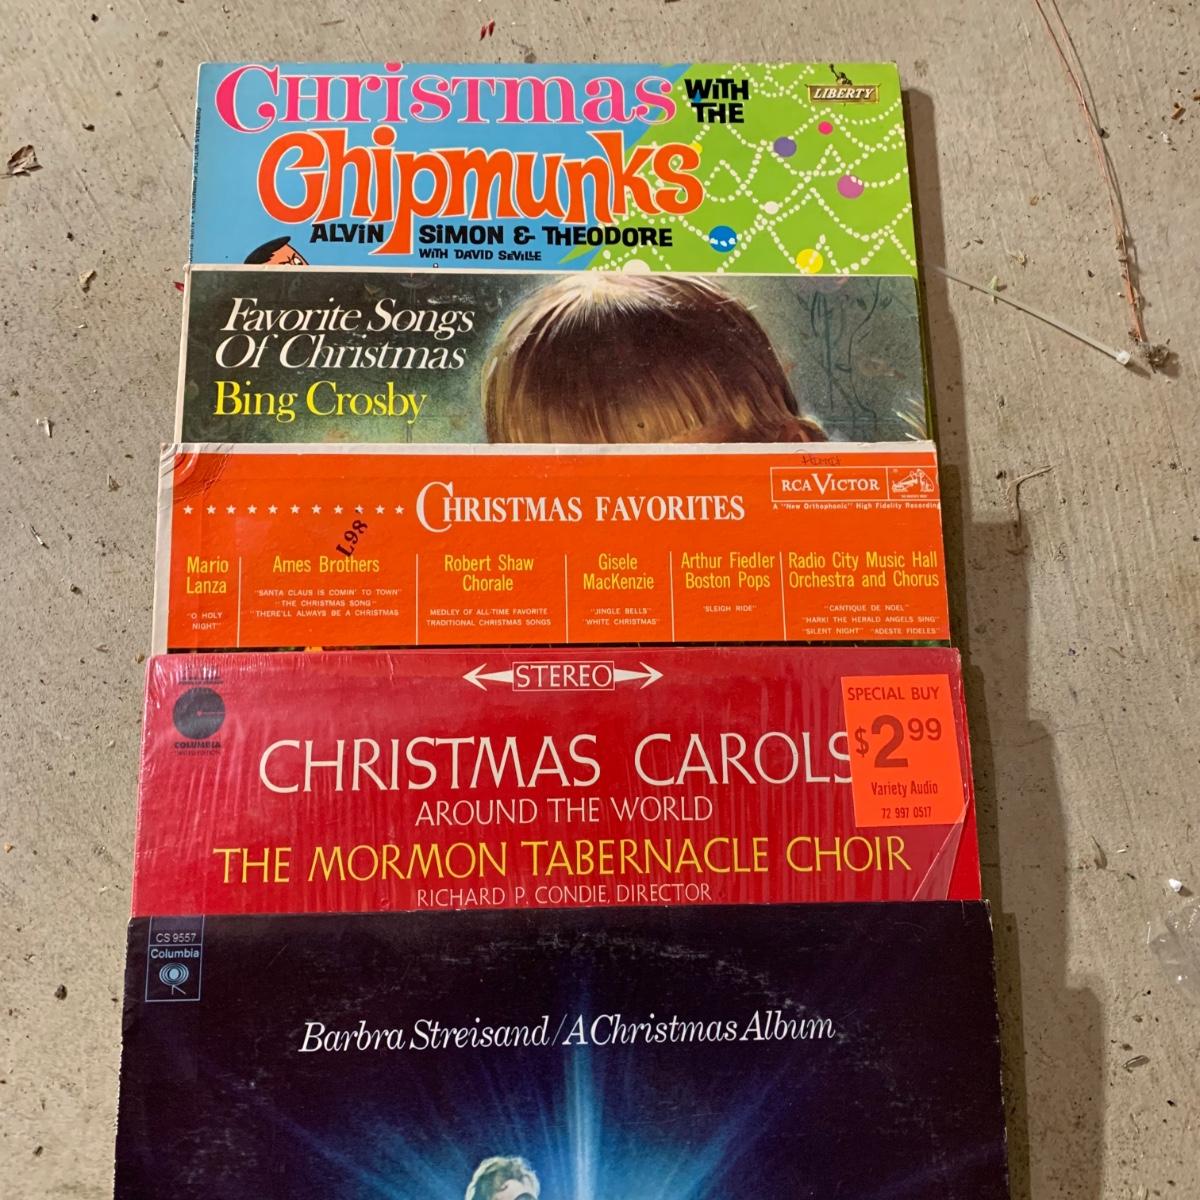 CHRISTMAS WITH THE
LIBERTY
Chipmunks
ALVIN SIMON & THEODORE
WITH DAVID SEVILLE
Favorite Songs
Of Christmas
Bing Crosby
RCA VICTOR
A "New Orthophonic" High Fidelity Recording
CHRISTMAS FAVORITES
L98
Mario
Lanza
"O HOLY
NIGHT"
Ames Brothers
"SANTA CLAUS IS COMIN' TO TOWN"
"THE CHRISTMAS SONG"
"THERE'LL ALWAYS BE A CHRISTMAS
Robert Shaw
Chorale
MEDLEY OF ALL-TIME FAVORITE
TRADITIONAL CHRISTMAS SONGS
Gisele
MacKenzie
"JINGLE BELLS"
"WHITE CHRISTMAS"
Arthur Fiedler
Boston Pops
"SLEIGH RIDE"
Radio City Music Hall
Orchestra and Chorus
"CANTIQUE DE NOEL"
"HARK! THE HERALD ANGELS SING"
"SILENT NIGHT" "ADESTE FIDELES"
STEREO
COLUMBIA
LIMITED EDITION
SPECIAL BUY
$2.99
Variety Audio
72 997 0517
CHRISTMAS CAROLS
AROUND THE WORLD
THE MORMON TABERNACLE CHOIR
RICHARD P. CONDIE, DIRECTOR
CS 9557
Columbia
Barbra Streisand/A Christmas Album